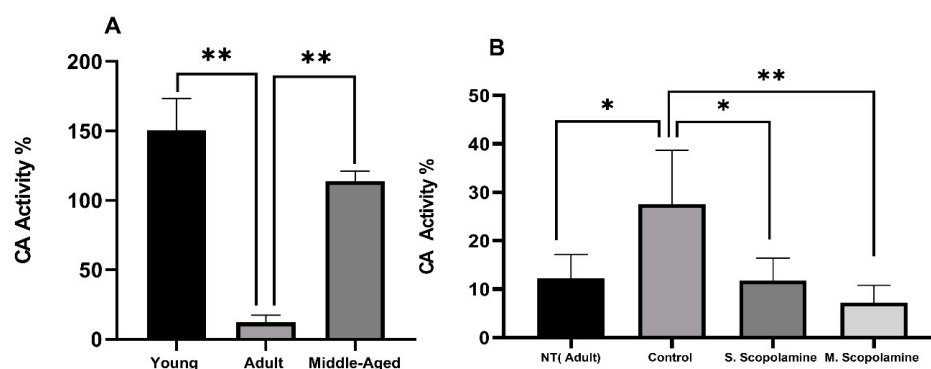 A
CA Activity %
200
150
100
50
0
**
**
Young
Adult
Middle-Aged
B
CA Activity %
50
40
30
20
10
0
*
**
*
NT( Adult)
Control
S. Scopolamine
M. Scopolamine